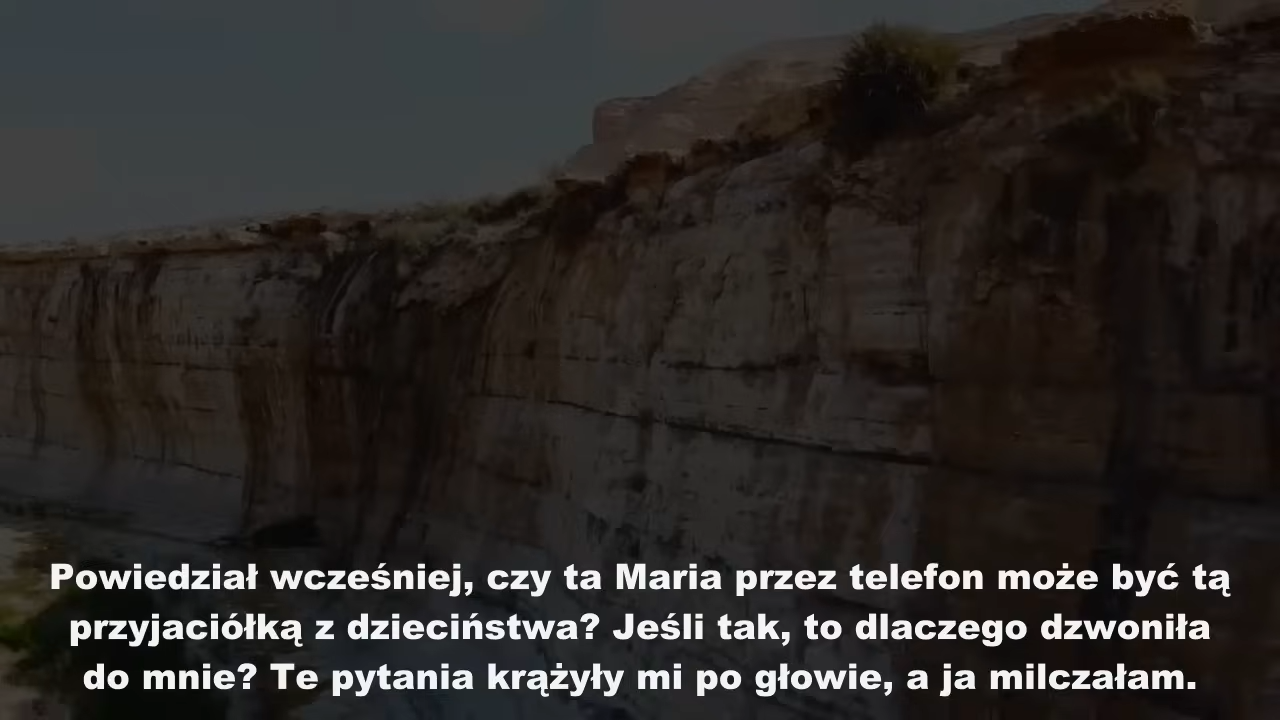 Powiedział wcześniej, czy ta Maria przez telefon może być tą
przyjaciółką z dzieciństwa? Jeśli tak, to dlaczego dzwoniła
do mnie? Te pytania krążyły mi po głowie, a ja milczałam.